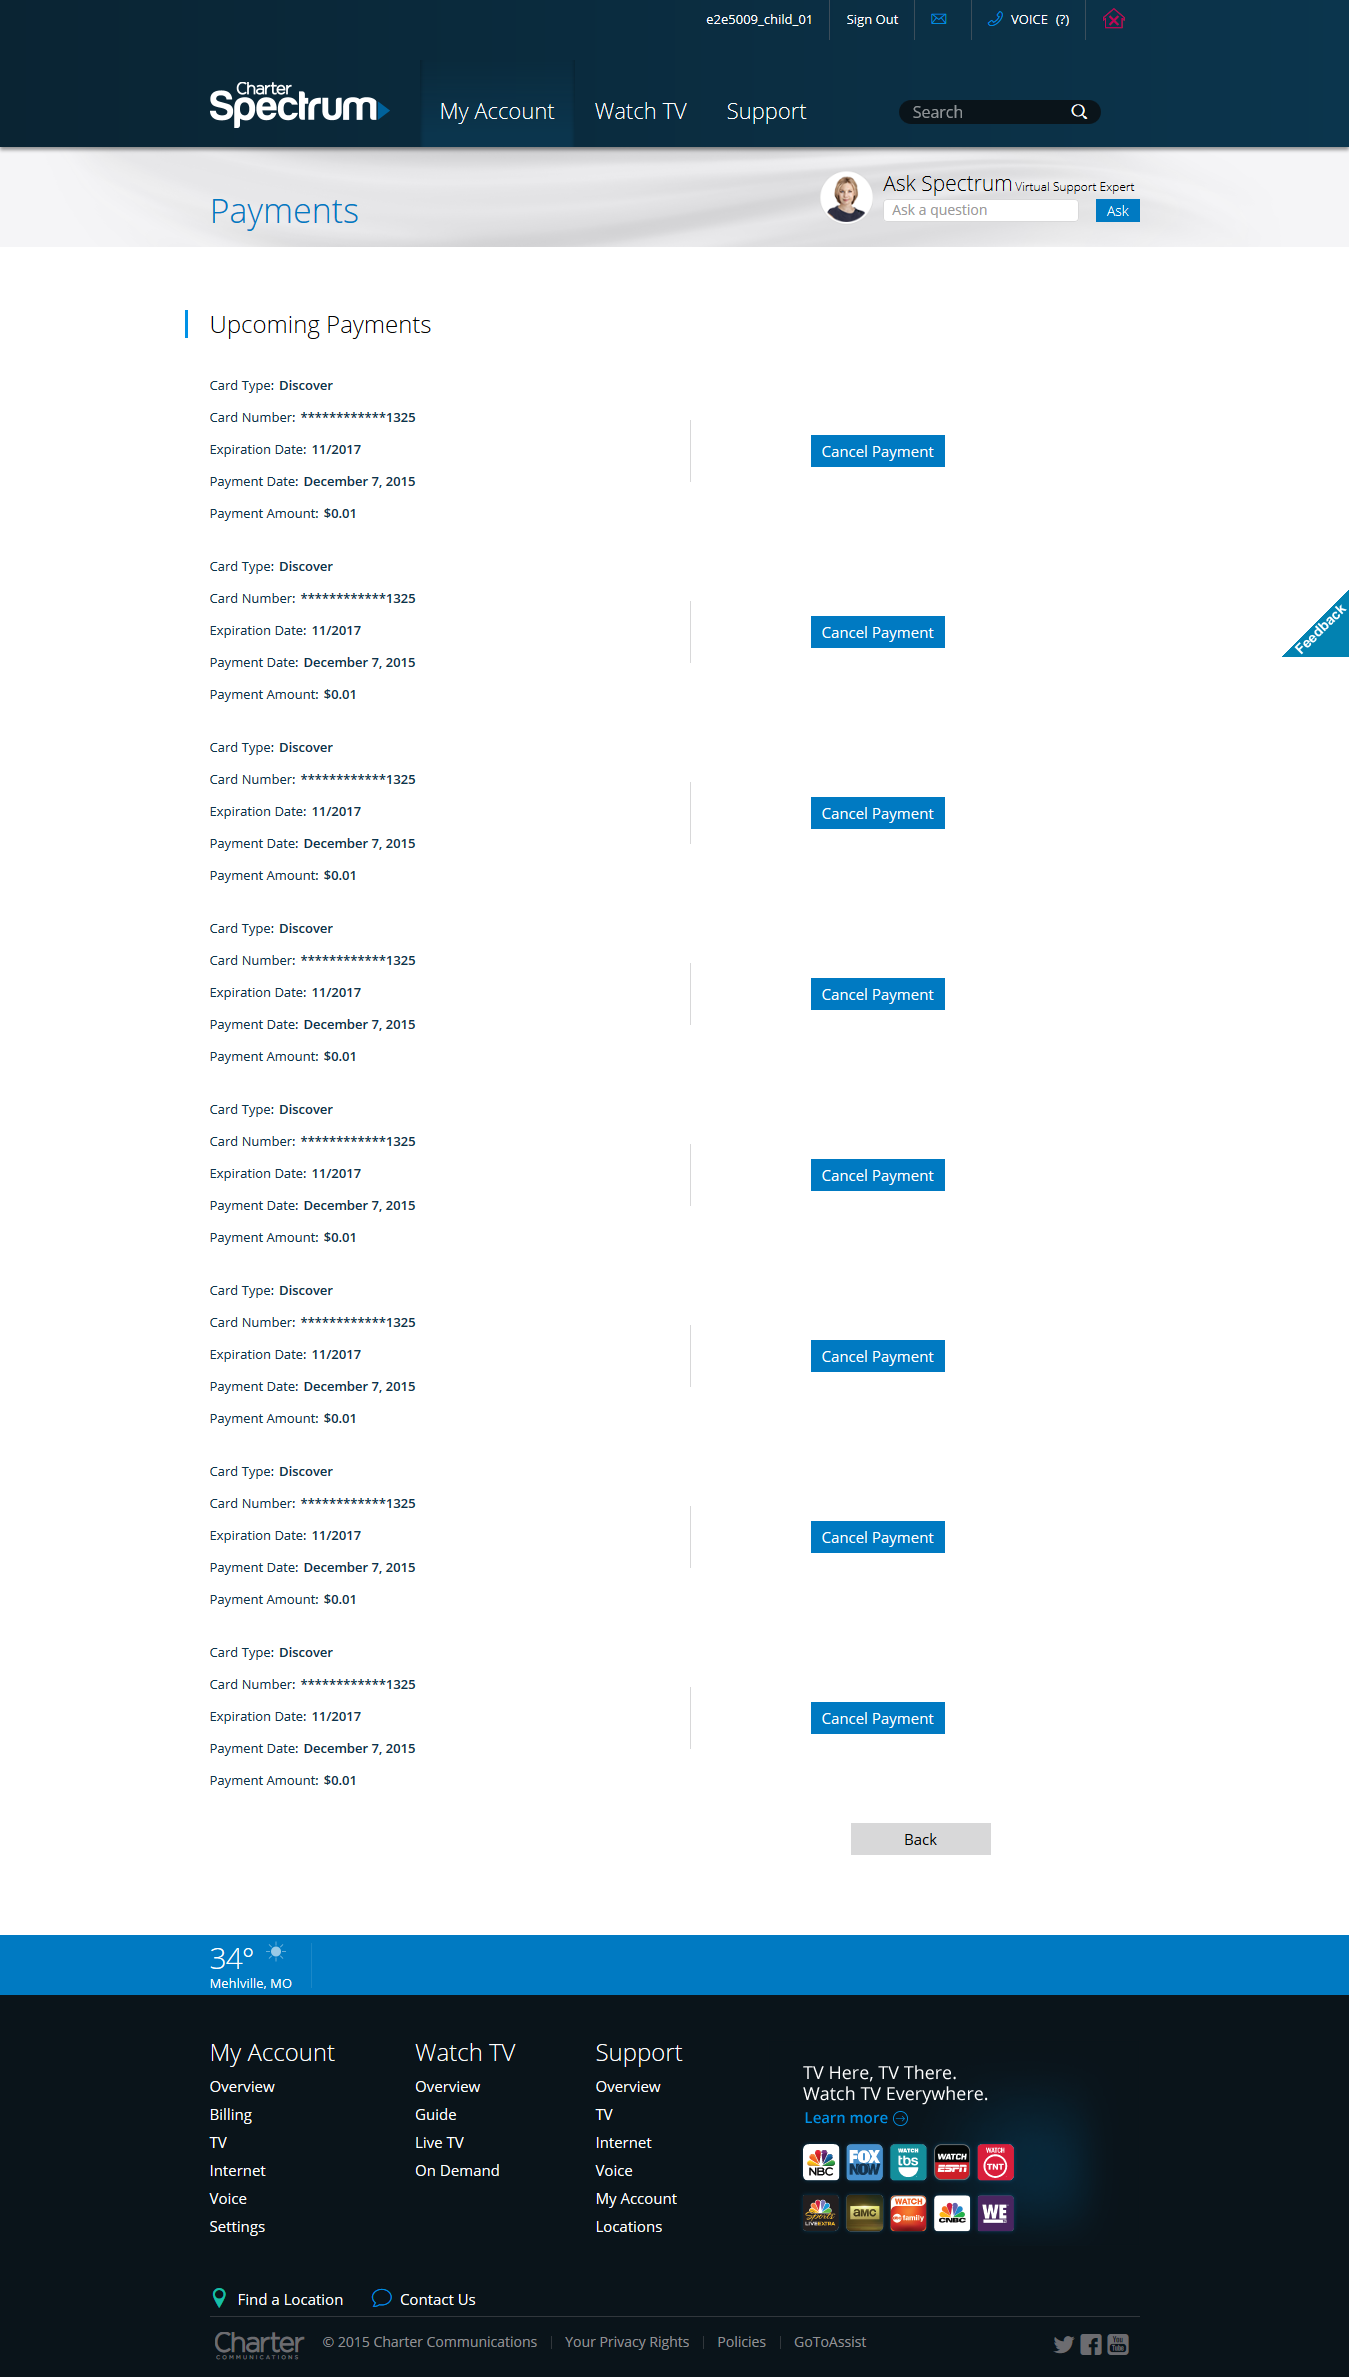 e2e5009_child_01 Sign Out VOICE (?)
Charter
Spectrum
My Account Watch TV Support Search
Payments
Ask Spectrum Virtual Support Expert
Ask a question Ask
Upcoming Payments
Card Type: Discover
Card Number: ************1325
Expiration Date: 11/2017
Payment Date: December 7, 2015
Payment Amount: $0.01
Cancel Payment
Card Type: Discover
Card Number: ************1325
Expiration Date: 11/2017
Payment Date: December 7, 2015
Payment Amount: $0.01
Cancel Payment
Feedback
Card Type: Discover
Card Number: ************1325
Expiration Date: 11/2017
Payment Date: December 7, 2015
Payment Amount: $0.01
Cancel Payment
Card Type: Discover
Card Number: ************1325
Expiration Date: 11/2017
Payment Date: December 7, 2015
Payment Amount: $0.01
Cancel Payment
Card Type: Discover
Card Number: ************1325
Expiration Date: 11/2017
Payment Date: December 7, 2015
Payment Amount: $0.01
Cancel Payment
Card Type: Discover
Card Number: ************1325
Expiration Date: 11/2017
Payment Date: December 7, 2015
Payment Amount: $0.01
Cancel Payment
Card Type: Discover
Card Number: ************1325
Expiration Date: 11/2017
Payment Date: December 7, 2015
Payment Amount: $0.01
Cancel Payment
Card Type: Discover
Card Number: ************1325
Expiration Date: 11/2017
Payment Date: December 7, 2015
Payment Amount: $0.01
Cancel Payment
Back
34°
Mehlville, MO
My Account
Overview
Billing
TV
Internet
Voice
Settings
Watch TV
Overview
Guide
Live TV
On Demand
Support
Overview
TV
Internet
Voice
My Account
Locations
TV Here, TV There.
Watch TV Everywhere.
Learn more
NBC
FOX NOW
WATCH tbs
WATCH ESPN
WATCH TNT
Sports LIVE EXTRA
amc
WATCH abc family
CNBC
WE
Find a Location Contact Us
Charter
COMMUNICATIONS
© 2015 Charter Communications Your Privacy Rights Policies GoToAssist
You Tube